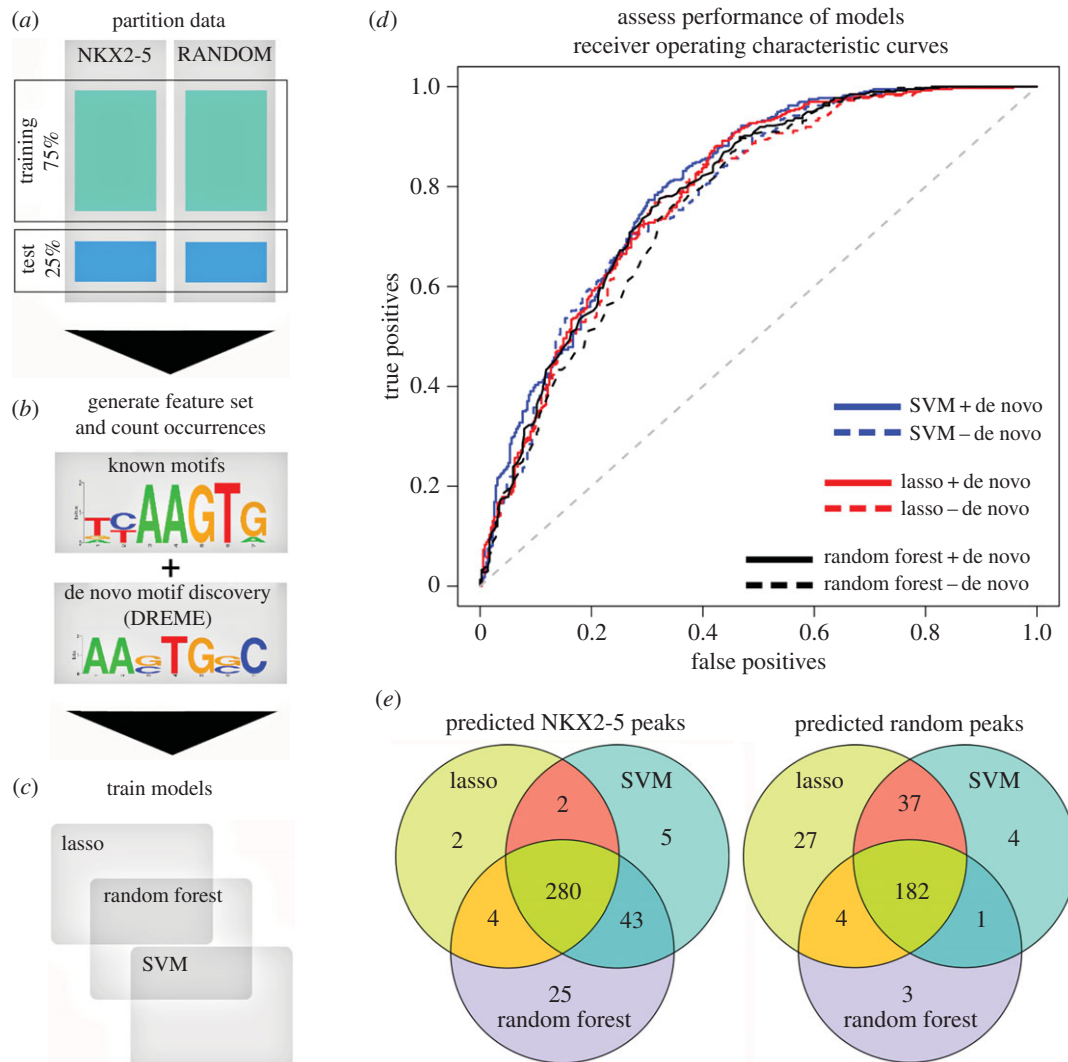 (a)
partition data
NKX2-5 RANDOM
training
75%
test
25%
(b)
generate feature set
and count occurrences
known motifs
TCAAGTG
T A
+
de novo motif discovery
(DREME)
AAGTGGC
C C
(c)
train models
lasso
random forest
SVM
(d)
assess performance of models
receiver operating characteristic curves
true positives
1.0
0.8
0.6
0.4
0.2
0
0 0.2 0.4 0.6 0.8 1.0
false positives
SVM + de novo
SVM – de novo
lasso + de novo
lasso – de novo
random forest + de novo
random forest – de novo
(e)
predicted NKX2-5 peaks
lasso
SVM
2
2
5
280
4
43
25
random forest
predicted random peaks
lasso
SVM
37
27
4
182
4
1
3
random forest